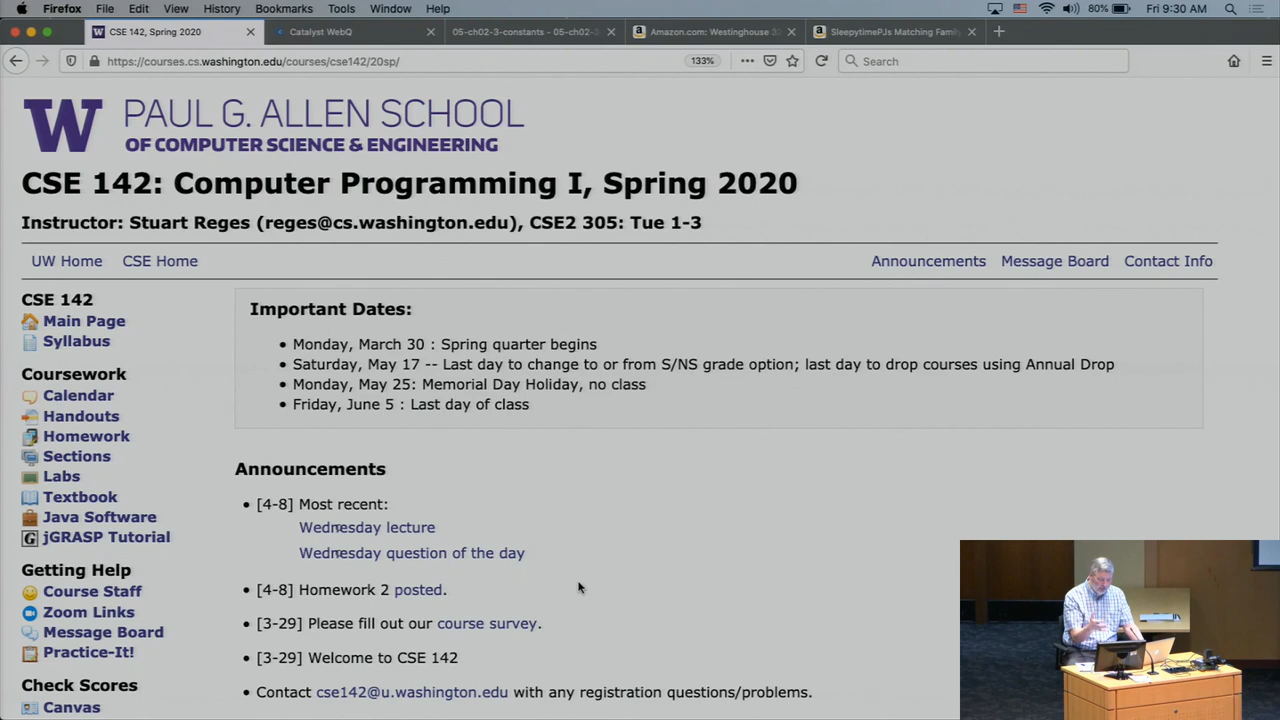 Firefox File Edit View History Bookmarks Tools Window Help 80% Fri 9:30 AM
CSE 142, Spring 2020 Catalyst WebQ 05-ch02-3-constants - 05-ch02-3- Amazon.com: Westinghouse 32 SleepytimePJs Matching Family
https://courses.cs.washington.edu/courses/cse142/20sp/ 133% Search
W PAUL G. ALLEN SCHOOL
OF COMPUTER SCIENCE & ENGINEERING
CSE 142: Computer Programming I, Spring 2020
Instructor: Stuart Reges (reges@cs.washington.edu), CSE2 305: Tue 1-3
UW Home CSE Home Announcements Message Board Contact Info
CSE 142
Main Page
Syllabus
Coursework
Calendar
Handouts
Homework
Sections
Labs
Textbook
Java Software
jGRASP Tutorial
Getting Help
Course Staff
Zoom Links
Message Board
Practice-It!
Check Scores
Canvas
Important Dates:
• Monday, March 30 : Spring quarter begins
• Saturday, May 17 -- Last day to change to or from S/NS grade option; last day to drop courses using Annual Drop
• Monday, May 25: Memorial Day Holiday, no class
• Friday, June 5 : Last day of class
Announcements
• [4-8] Most recent:
Wednesday lecture
Wednesday question of the day
• [4-8] Homework 2 posted.
• [3-29] Please fill out our course survey.
• [3-29] Welcome to CSE 142
• Contact cse142@u.washington.edu with any registration questions/problems.